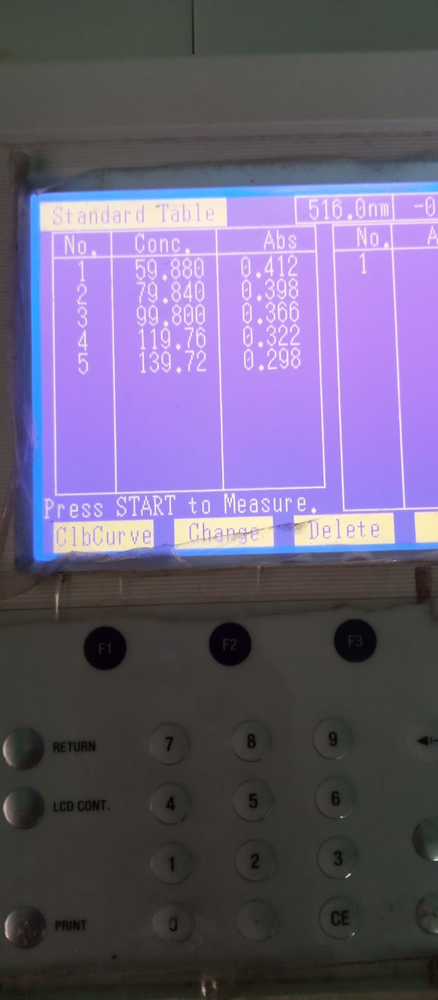 Standard Table 516.0nm -0
No. Conc. Abs No. A
1 59.880 0.412 1
2 79.840 0.398
3 99.800 0.366
4 119.76 0.322
5 139.72 0.298
Press START to Measure.
ClbCurve Change Delete
F1 F2 F3
RETURN 7 8 9
LCD CONT. 4 5 6
1 2 3
PRINT 0 . CE